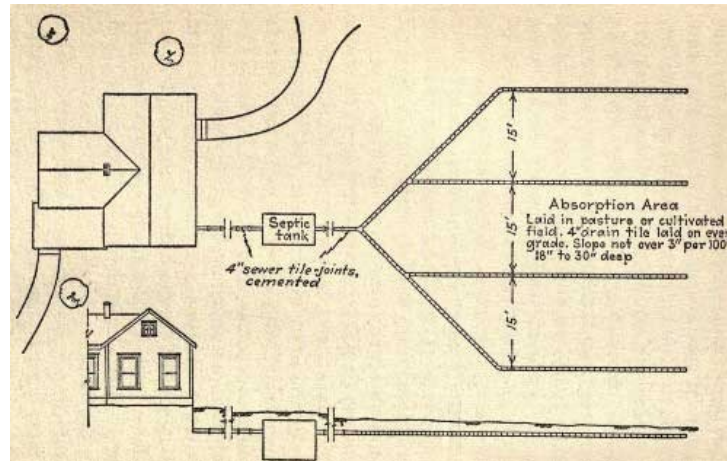 15'
15'
15'
Absorption Area
Laid in pasture or cultivated
field. 4" drain tile laid on even
grade. Slope not over 3" per 100'
18" to 30" deep
Septic
tank
4" sewer tile-joints,
cemented